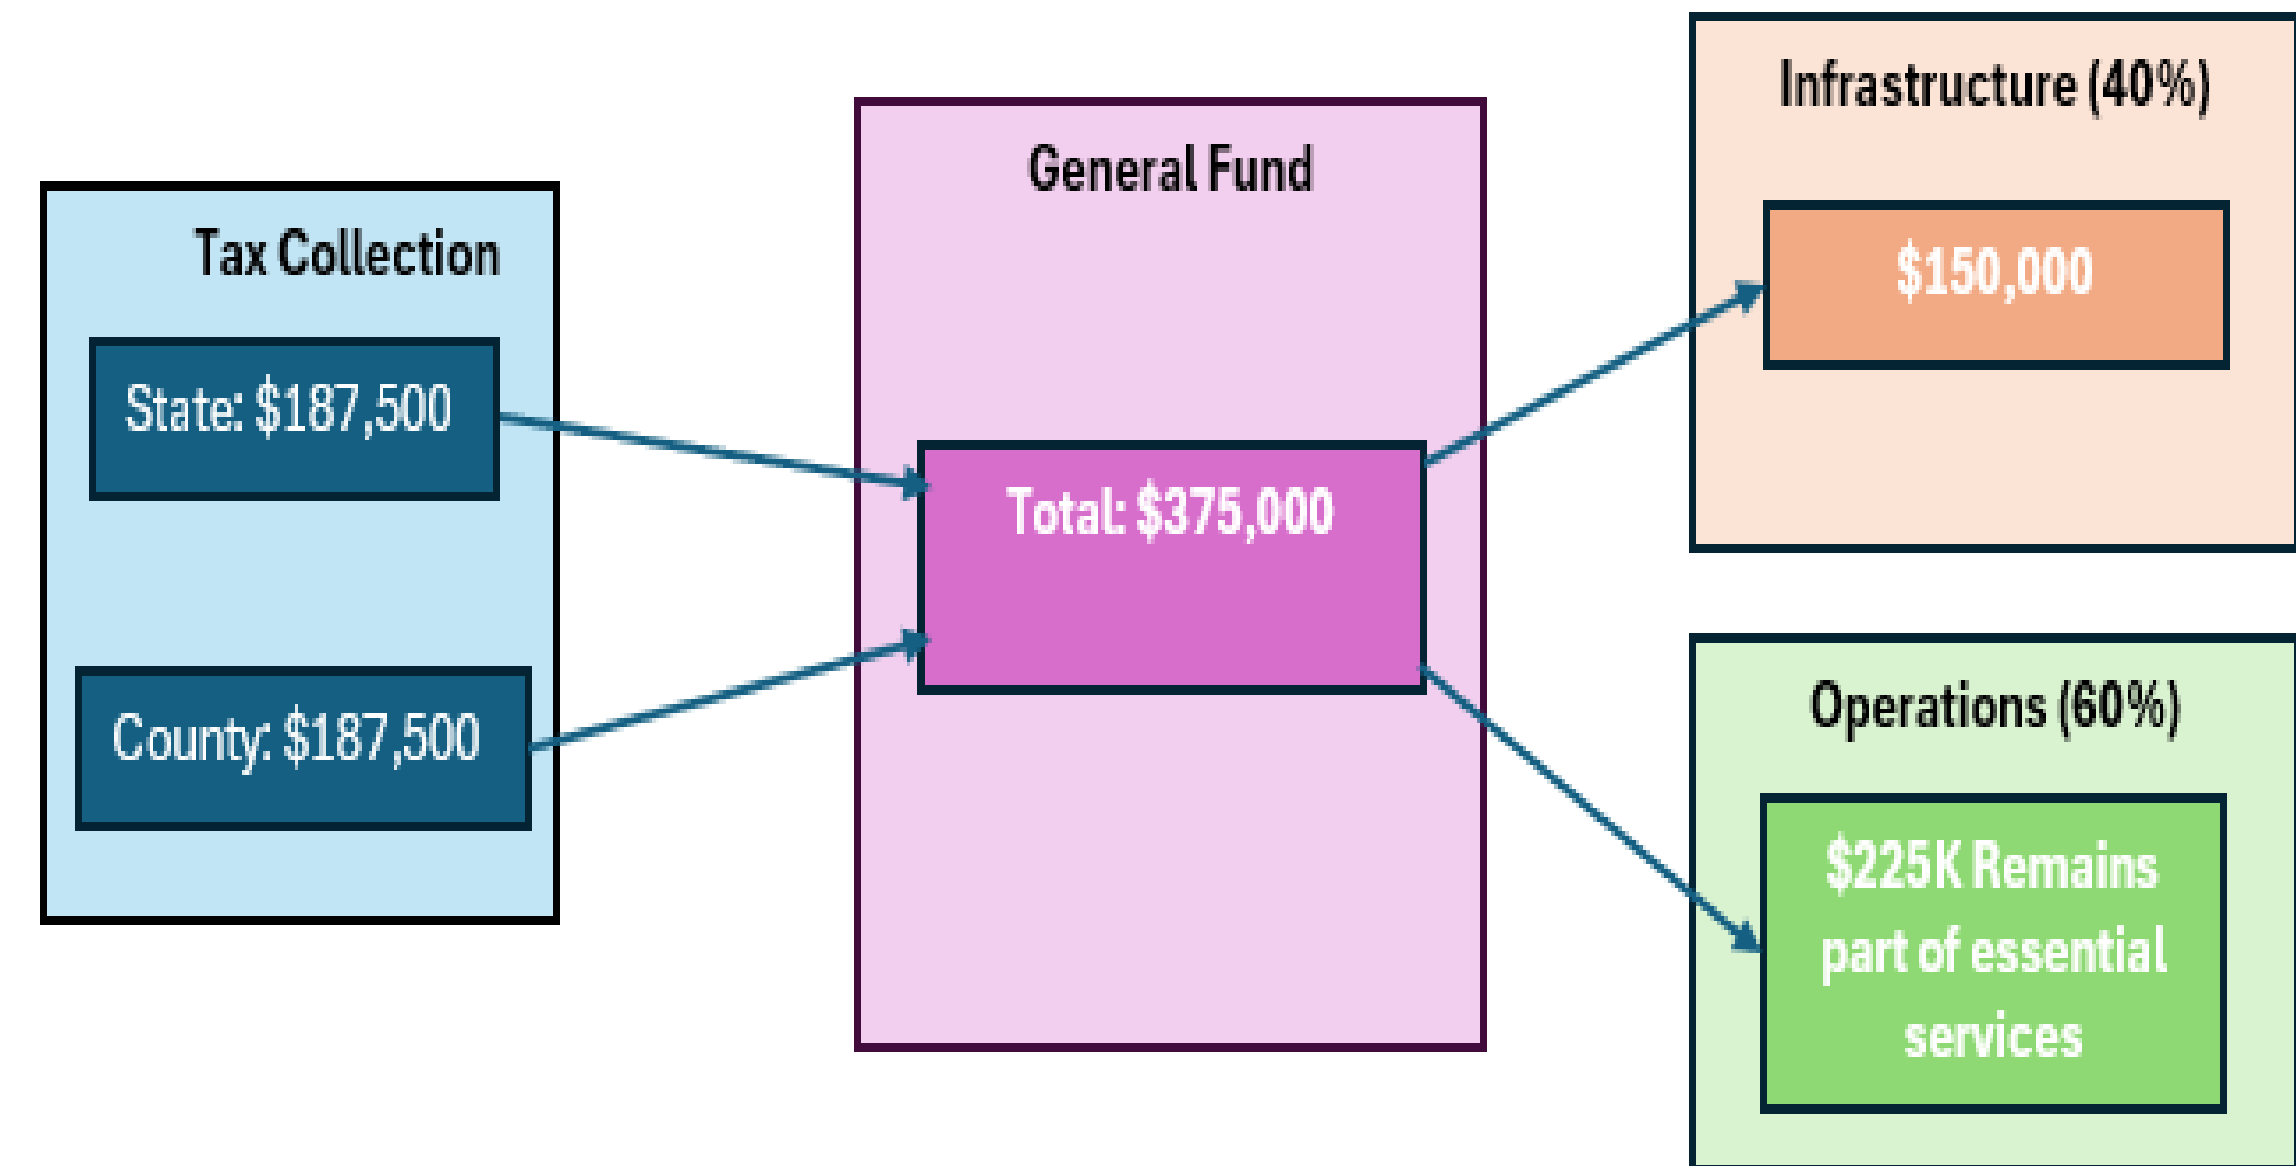 Tax Collection
State: $187,500
County: $187,500
General Fund
Total: $375,000
Infrastructure (40%)
$150,000
Operations (60%)
$225K Remains
part of essential
services